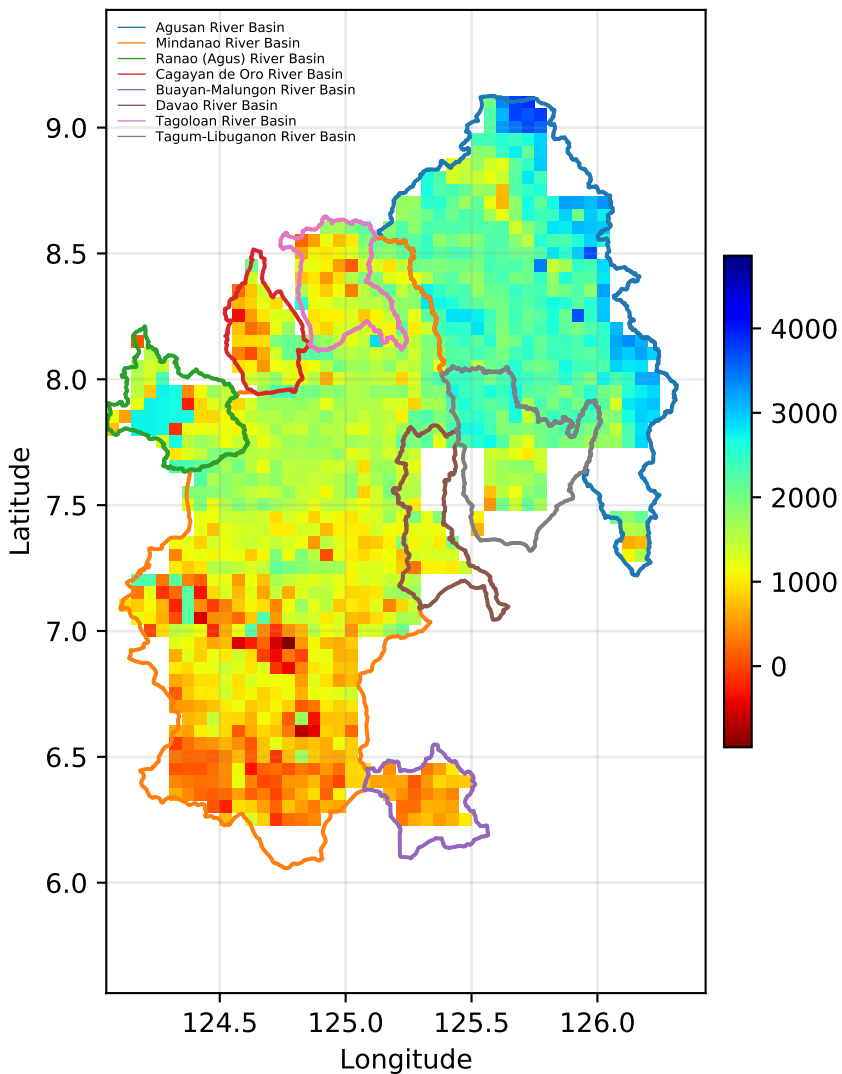 Agusan River Basin
Mindanao River Basin
Ranao (Agus) River Basin
Cagayan de Oro River Basin
Buayan-Malungon River Basin
Davao River Basin
Tagoloan River Basin
Tagum-Libuganon River Basin
9.0
8.5
8.0
7.5
7.0
6.5
6.0
Latitude
124.5 125.0 125.5 126.0
Longitude
4000
3000
2000
1000
0